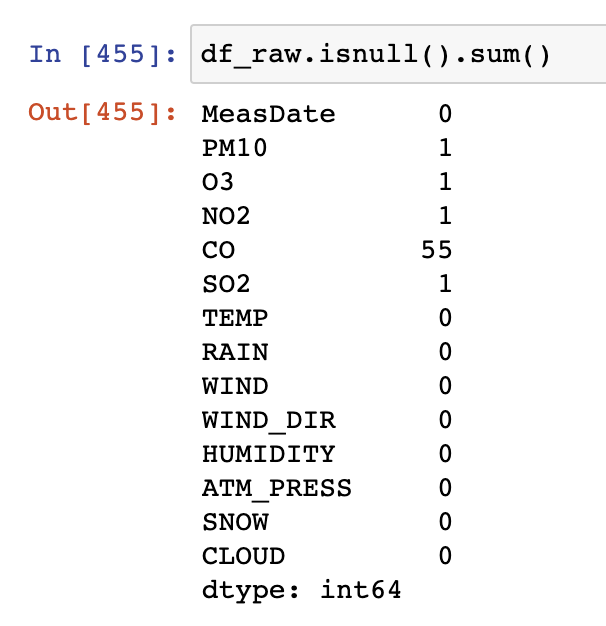 In [455]: df_raw.isnull().sum()
Out[455]: MeasDate 0
PM10 1
O3 1
NO2 1
CO 55
SO2 1
TEMP 0
RAIN 0
WIND 0
WIND_DIR 0
HUMIDITY 0
ATM_PRESS 0
SNOW 0
CLOUD 0
dtype: int64